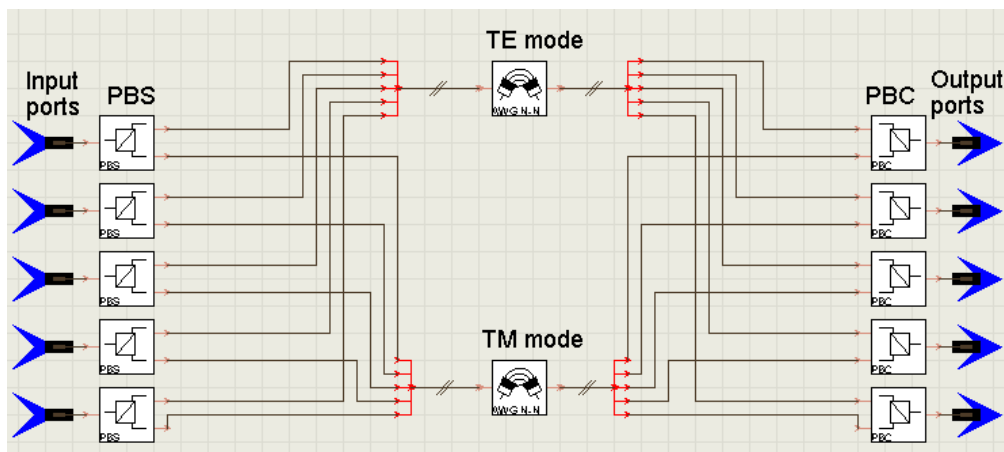 TE mode
Input
ports
PBS
PBC
Output
ports
AWG N-N
PBS
PBC
PBS
PBC
PBS
PBC
TM mode
PBS
PBC
AWG N-N
PBS
PBC